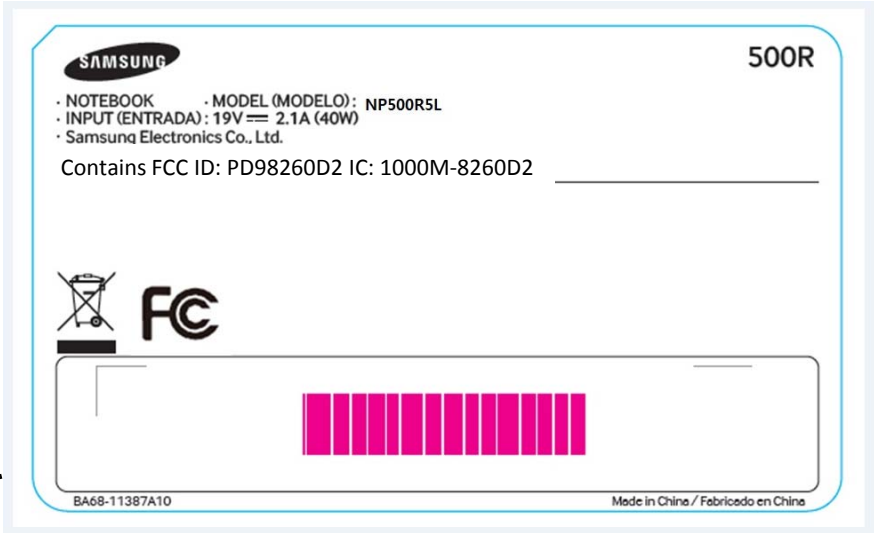 SAMSUNG
500R
· NOTEBOOK · MODEL (MODELO): NP500R5L
· INPUT (ENTRADA): 19V ⎓ 2.1A (40W)
· Samsung Electronics Co., Ltd.
Contains FCC ID: PD98260D2 IC: 1000M-8260D2
FC
BA68-11387A10
Made in China / Fabricado en China